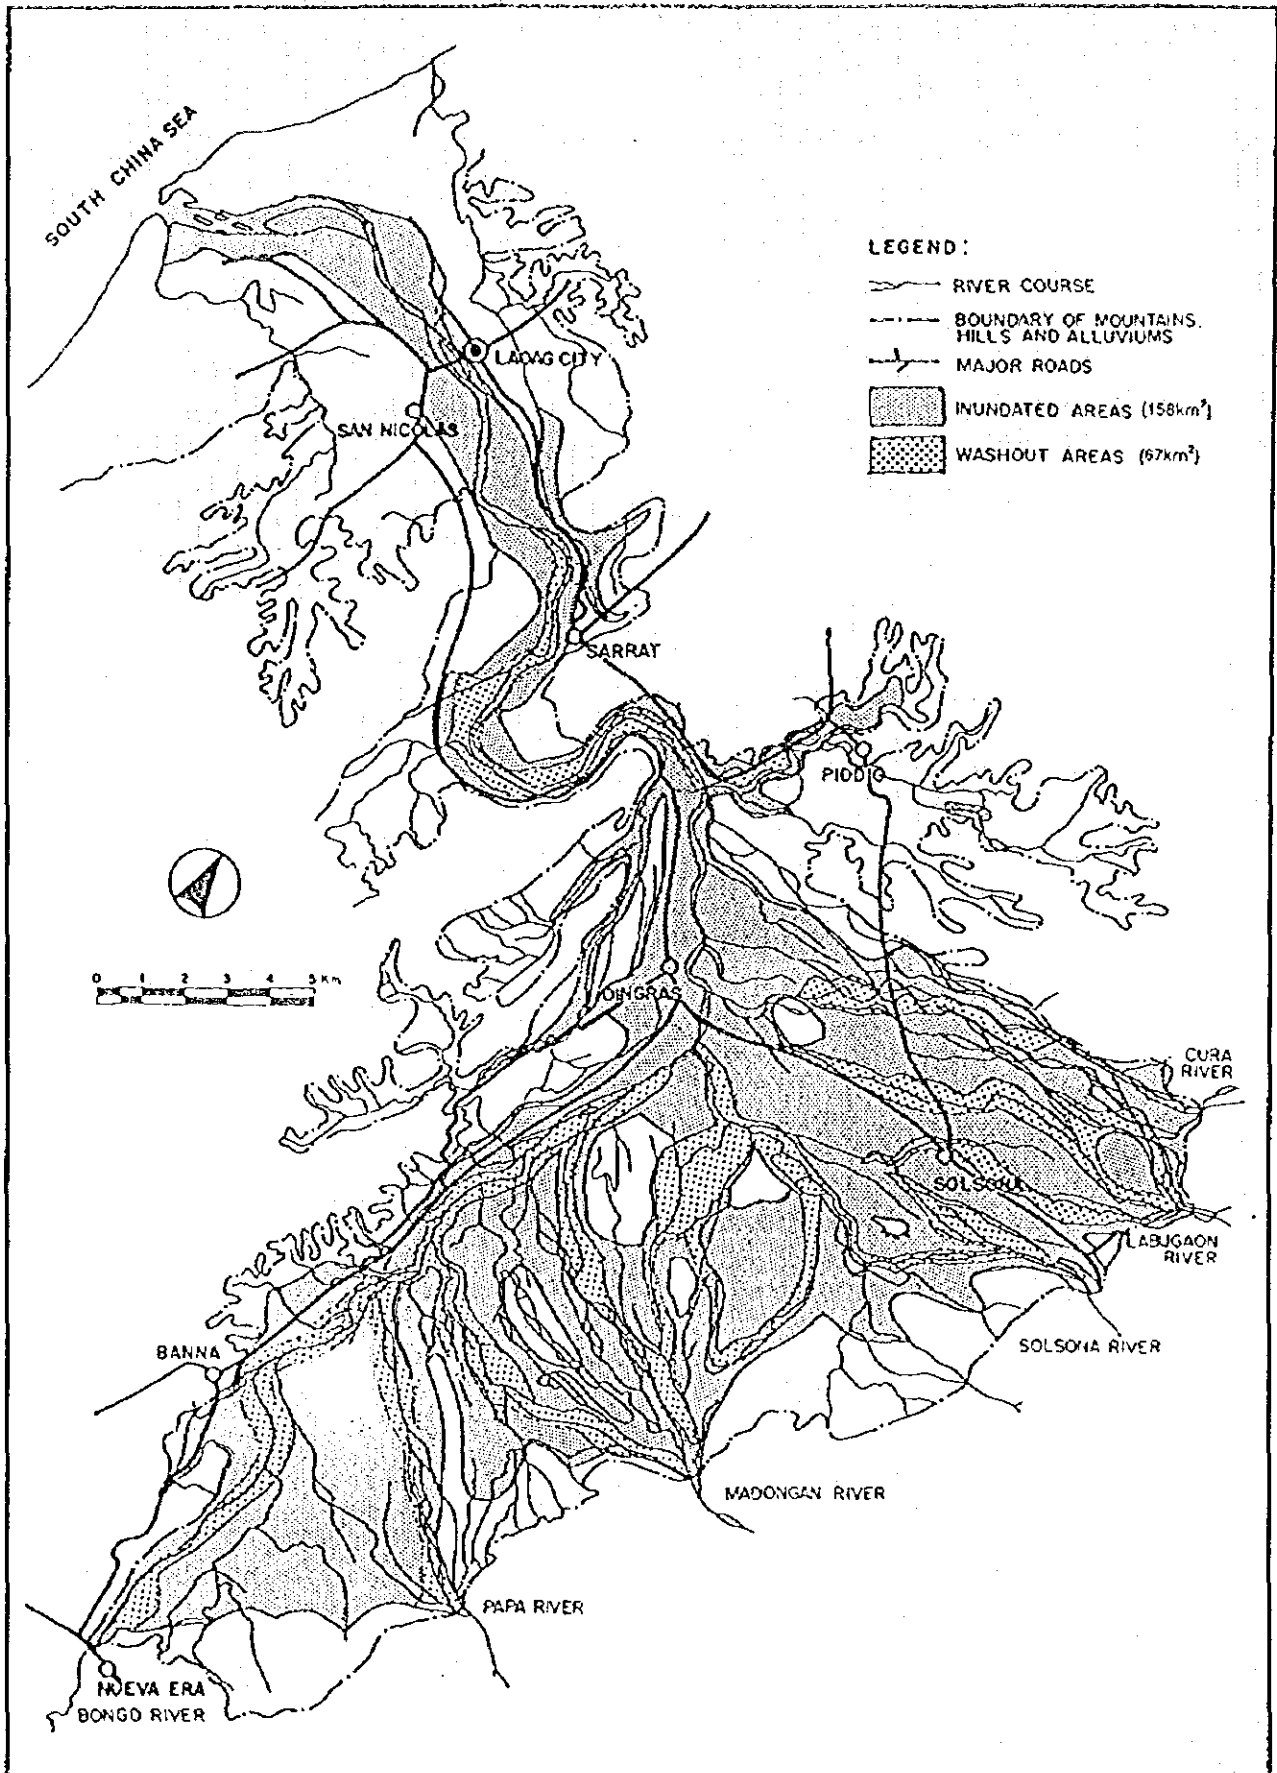 SOUTH CHINA SEA
LEGEND:
RIVER COURSE
BOUNDARY OF MOUNTAINS,
HILLS AND ALLUVIUMS
MAJOR ROADS
INUNDATED AREAS (158km²)
WASHOUT AREAS (67km²)
LAOAG CITY
SAN NICOLAS
SARRAT
PIDDIG
0 1 2 3 4 5 Km
DINGRAS
CURA
RIVER
SOLSONA
LABUGAON
RIVER
SOLSONA RIVER
BANNA
MADONGAN RIVER
PAPA RIVER
NUEVA ERA
BONGO RIVER